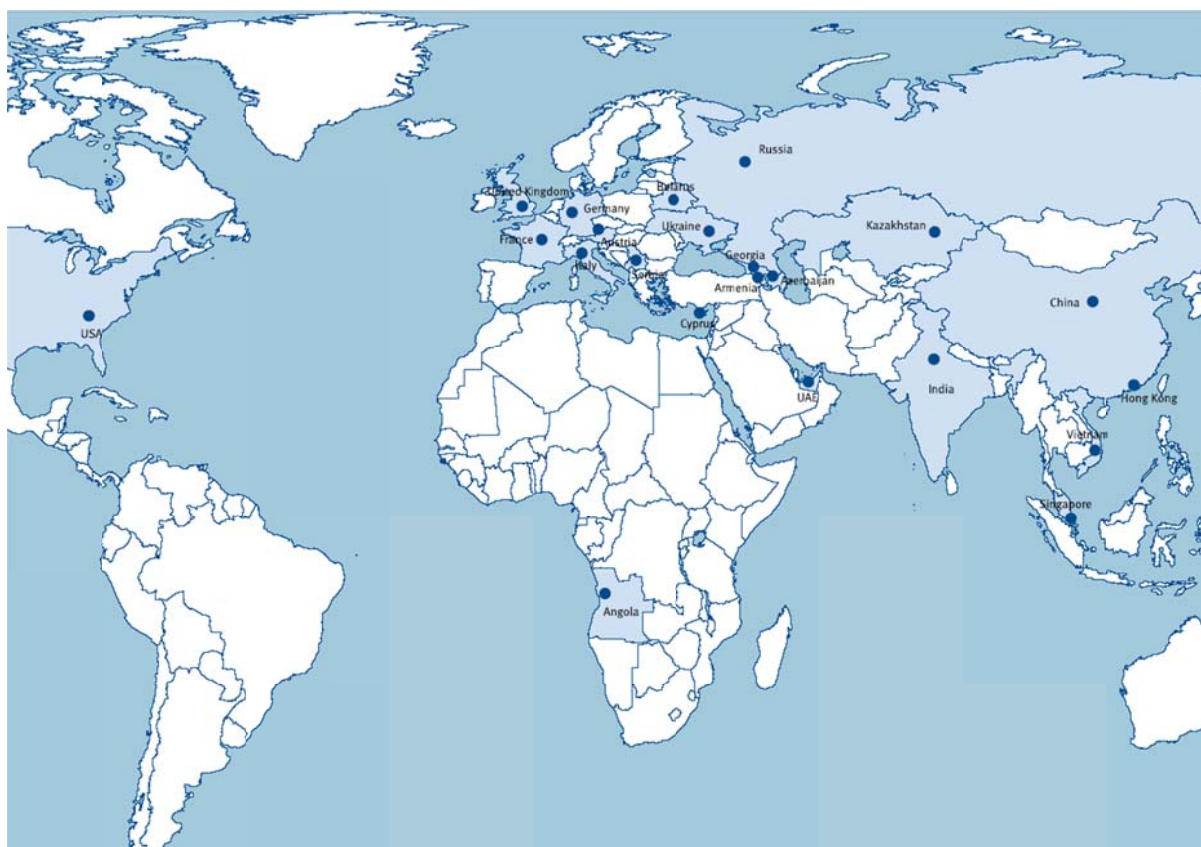 Russia
Belarus
United Kingdom
Germany
Ukraine
Kazakhstan
France
Austria
Georgia
Italy
Serbia
Azerbaijan
Armenia
China
Cyprus
USA
India
UAE
Hong Kong
Vietnam
Singapore
Angola